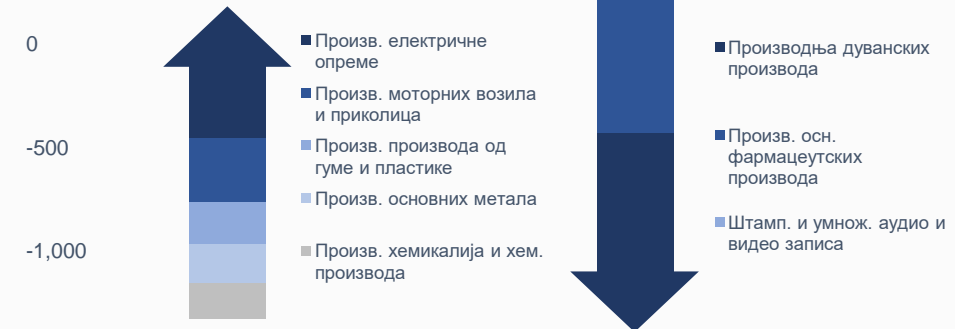 0
-500
-1,000
Произв. електричне
опреме
Произв. моторних возила
и приколица
Произв. производа од
гуме и пластике
Произв. основних метала
Произв. хемикалија и хем.
производа
Производња дуванских
производа
Произв. осн.
фармацеутских
производа
Штамп. и умнож. аудио и
видео записа